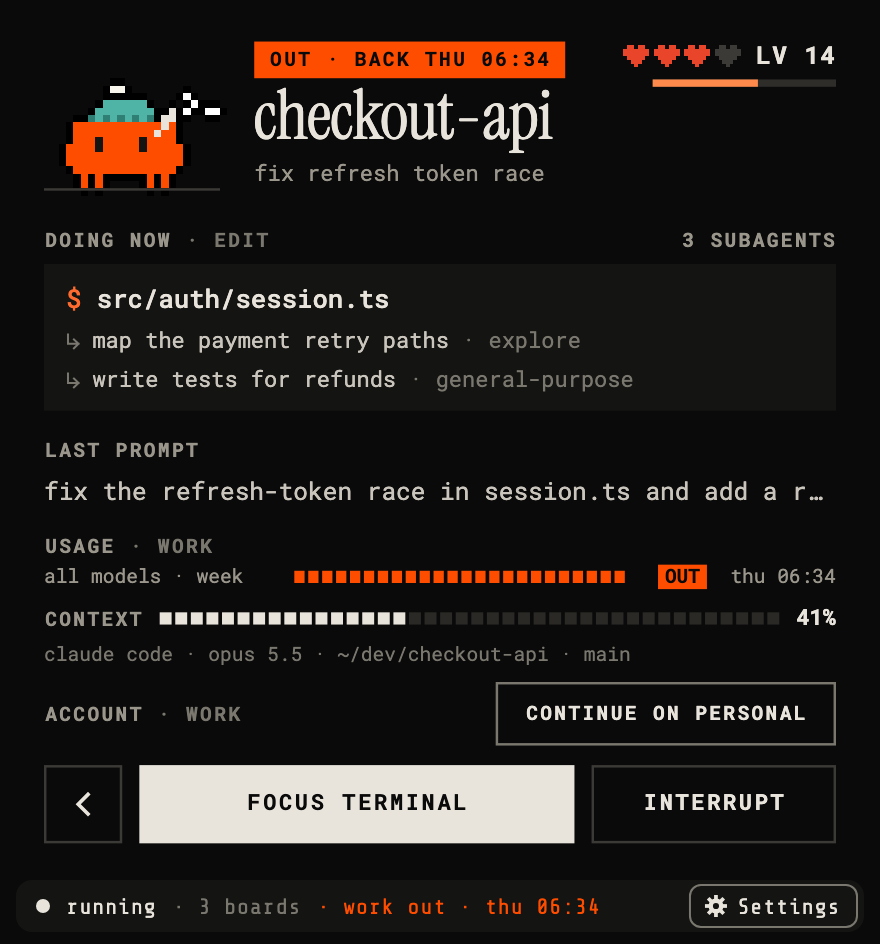 OUT · BACK THU 06:34
LV 14
checkout-api
fix refresh token race
DOING NOW · EDIT
3 SUBAGENTS
$ src/auth/session.ts
↳ map the payment retry paths · explore
↳ write tests for refunds · general-purpose
LAST PROMPT
fix the refresh-token race in session.ts and add a r…
USAGE · WORK
all models · week OUT thu 06:34
CONTEXT 41%
claude code · opus 5.5 · ~/dev/checkout-api · main
ACCOUNT · WORK
CONTINUE ON PERSONAL
FOCUS TERMINAL
INTERRUPT
running · 3 boards · work out · thu 06:34
Settings